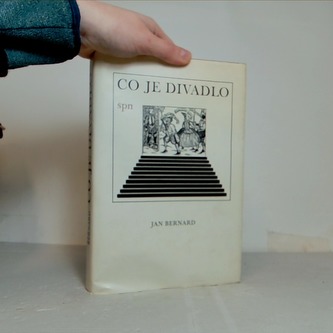 CO JE DIVADLO
spn
JAN BERNARD